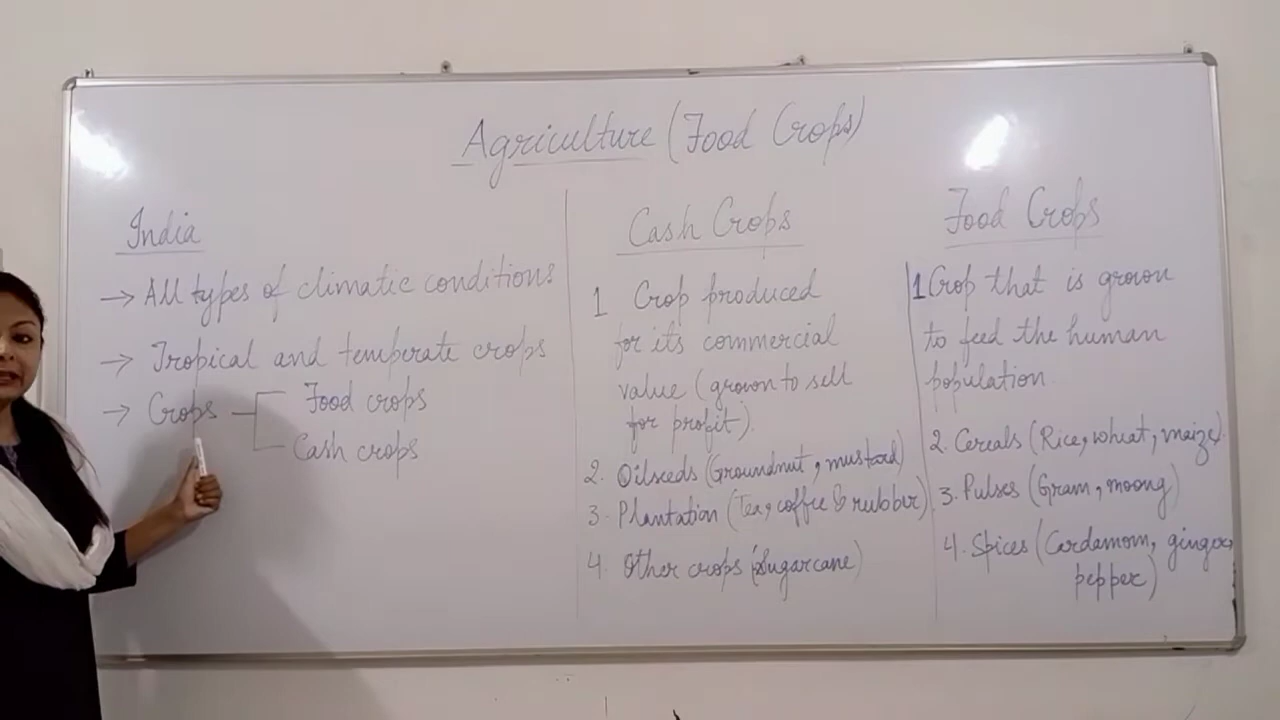 Agriculture (Food Crops)
India
→ All types of climatic conditions
→ Tropical and temperate crops
→ Crops
Food crops
Cash crops
Cash Crops
1 Crop produced
for its commercial
value (grown to sell
for profit).
2. Oilseeds (Groundnut, mustard)
3. Plantation (Tea, coffee & rubber)
4. Other crops (Sugarcane)
Food Crops
1 Crop that is grown
to feed the human
population.
2. Cereals (Rice, wheat, maize).
3. Pulses (Gram, moong)
4. Spices (Cardamom, ginger,
pepper)